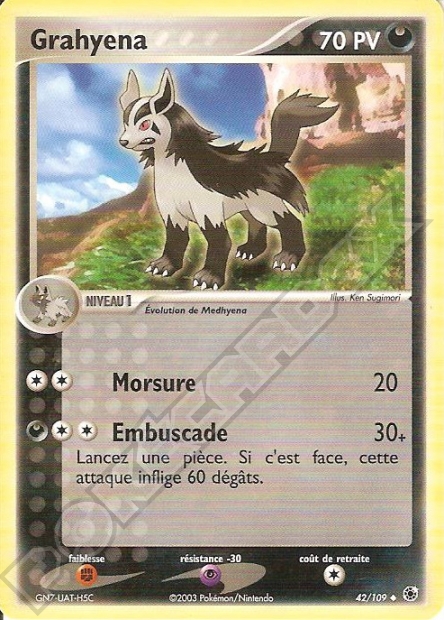 Grahyena
70 PV
NIVEAU 1
Évolution de Medhyena
Illus. Ken Sugimori
Morsure 20
Embuscade 30+
Lancez une pièce. Si c'est face, cette
attaque inflige 60 dégâts.
faiblesse résistance -30 coût de retraite
GN7-UAT-H5C ©2003 Pokémon/Nintendo 42/109